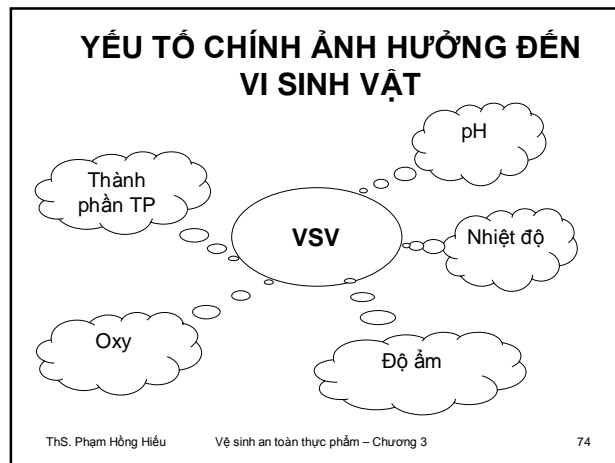 YẾU TỐ CHÍNH ẢNH HƯỞNG ĐẾN
VI SINH VẬT
pH
Thành
phần TP
VSV
Nhiệt độ
Oxy
Độ ẩm
ThS. Phạm Hồng Hiếu Vệ sinh an toàn thực phẩm – Chương 3 74